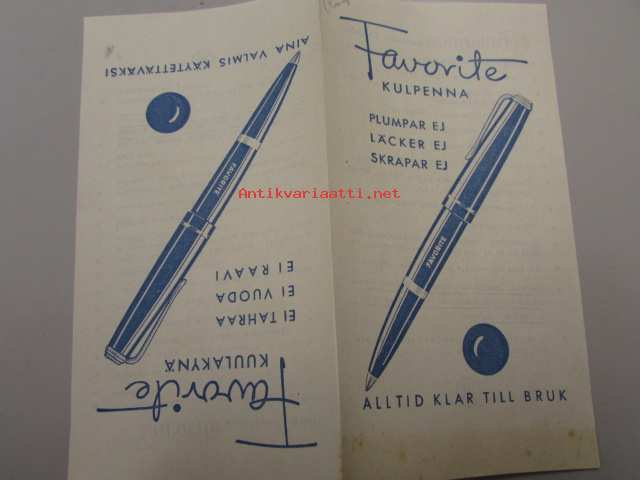 Favorite
KULPENNA
PLUMPAR EJ
LÄCKER EJ
SKRAPAR EJ
FAVORITE
ALLTID KLAR TILL BRUK
Favorite
KUULAKYNÄ
EI TAHRAA
EI VUODA
EI RAAVI
FAVORITE
AINA VALMIS KÄYTETTÄVÄKSI
Antikvariaatti.net